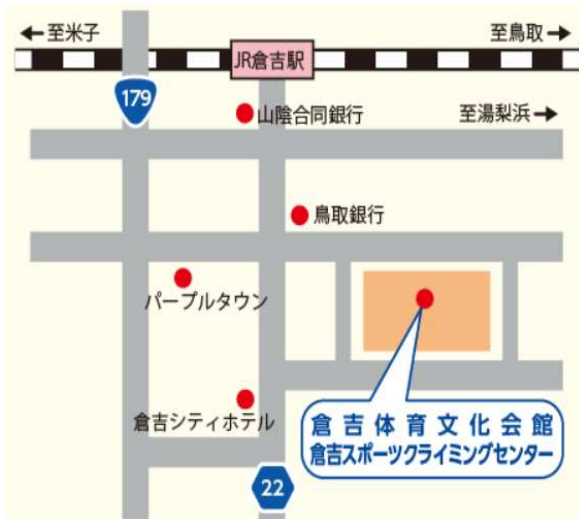 ←至米子
至鳥取→
JR倉吉駅
179
山陰合同銀行
至湯梨浜→
鳥取銀行
パープルタウン
倉吉シティホテル
倉吉体育文化会館
倉吉スポーツクライミングセンター
22